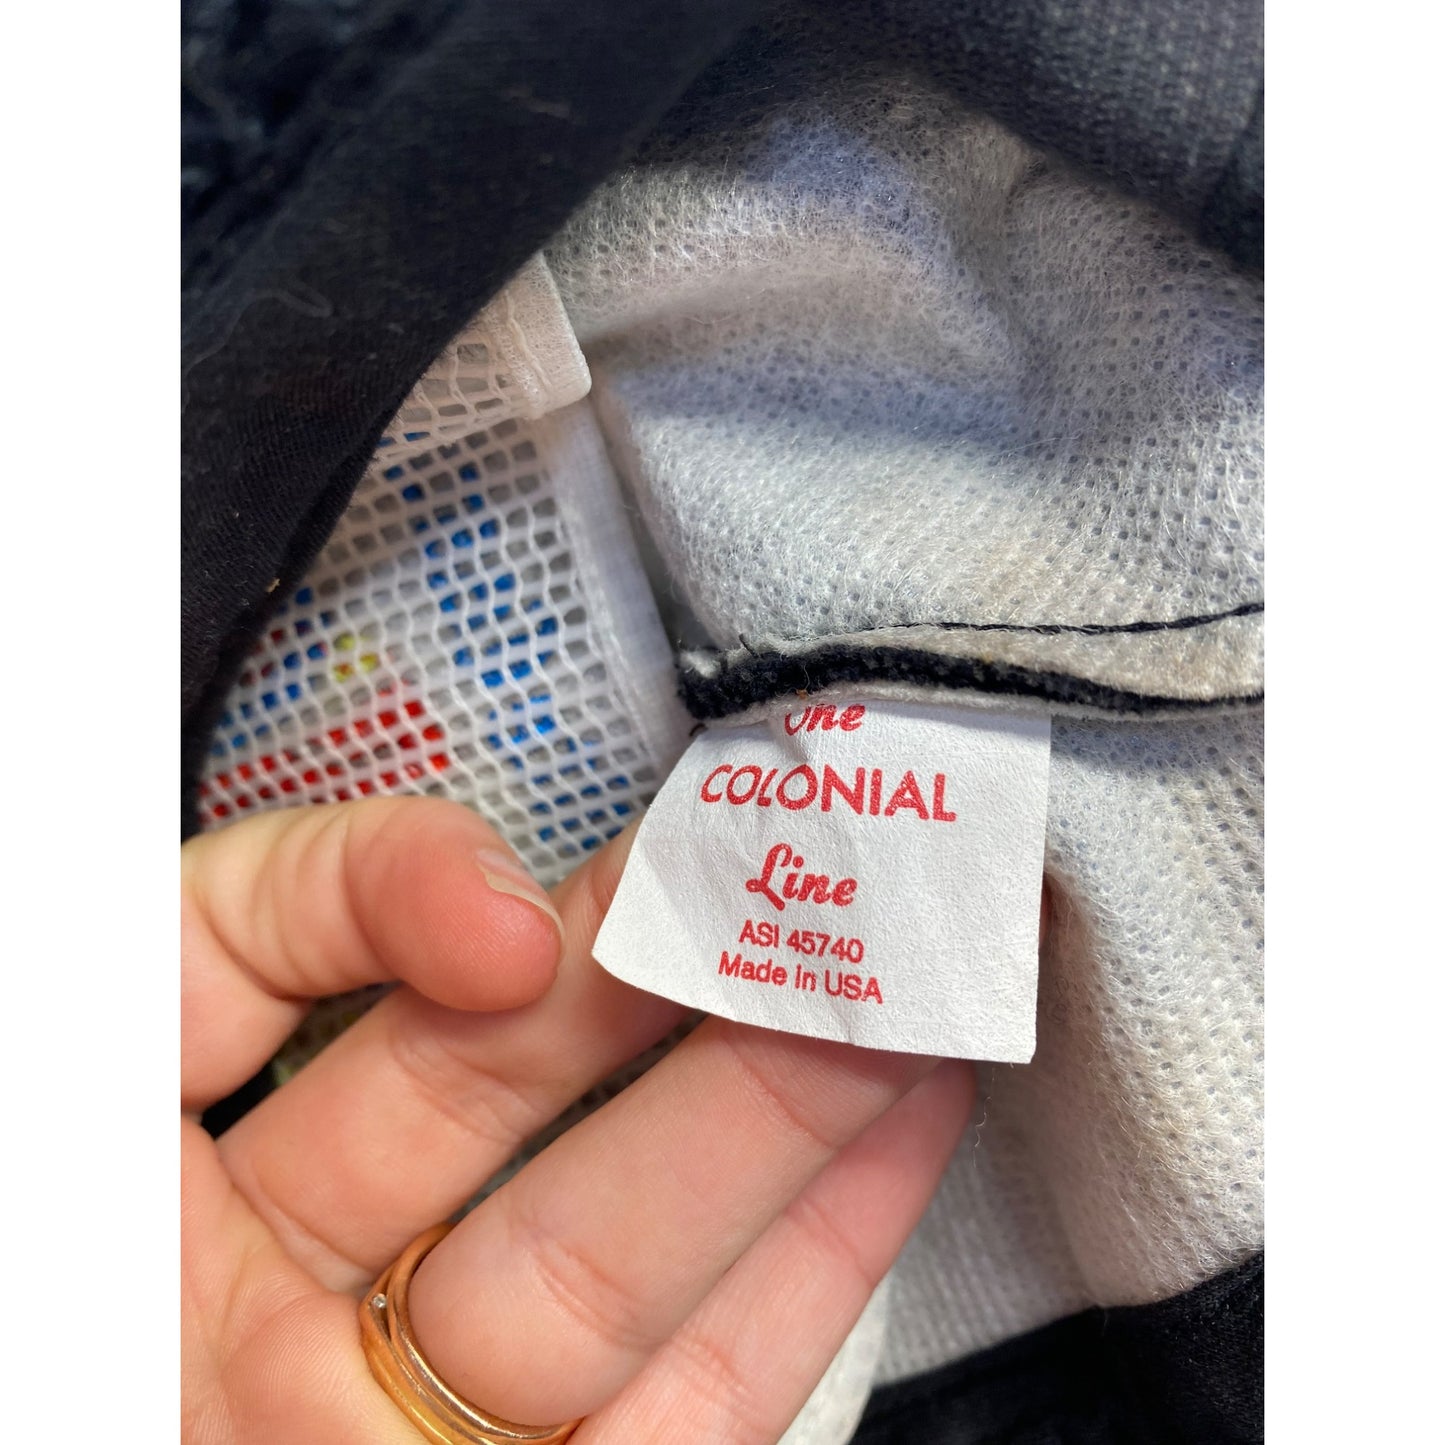 One
COLONIAL
Line
ASI 45740
Made in USA